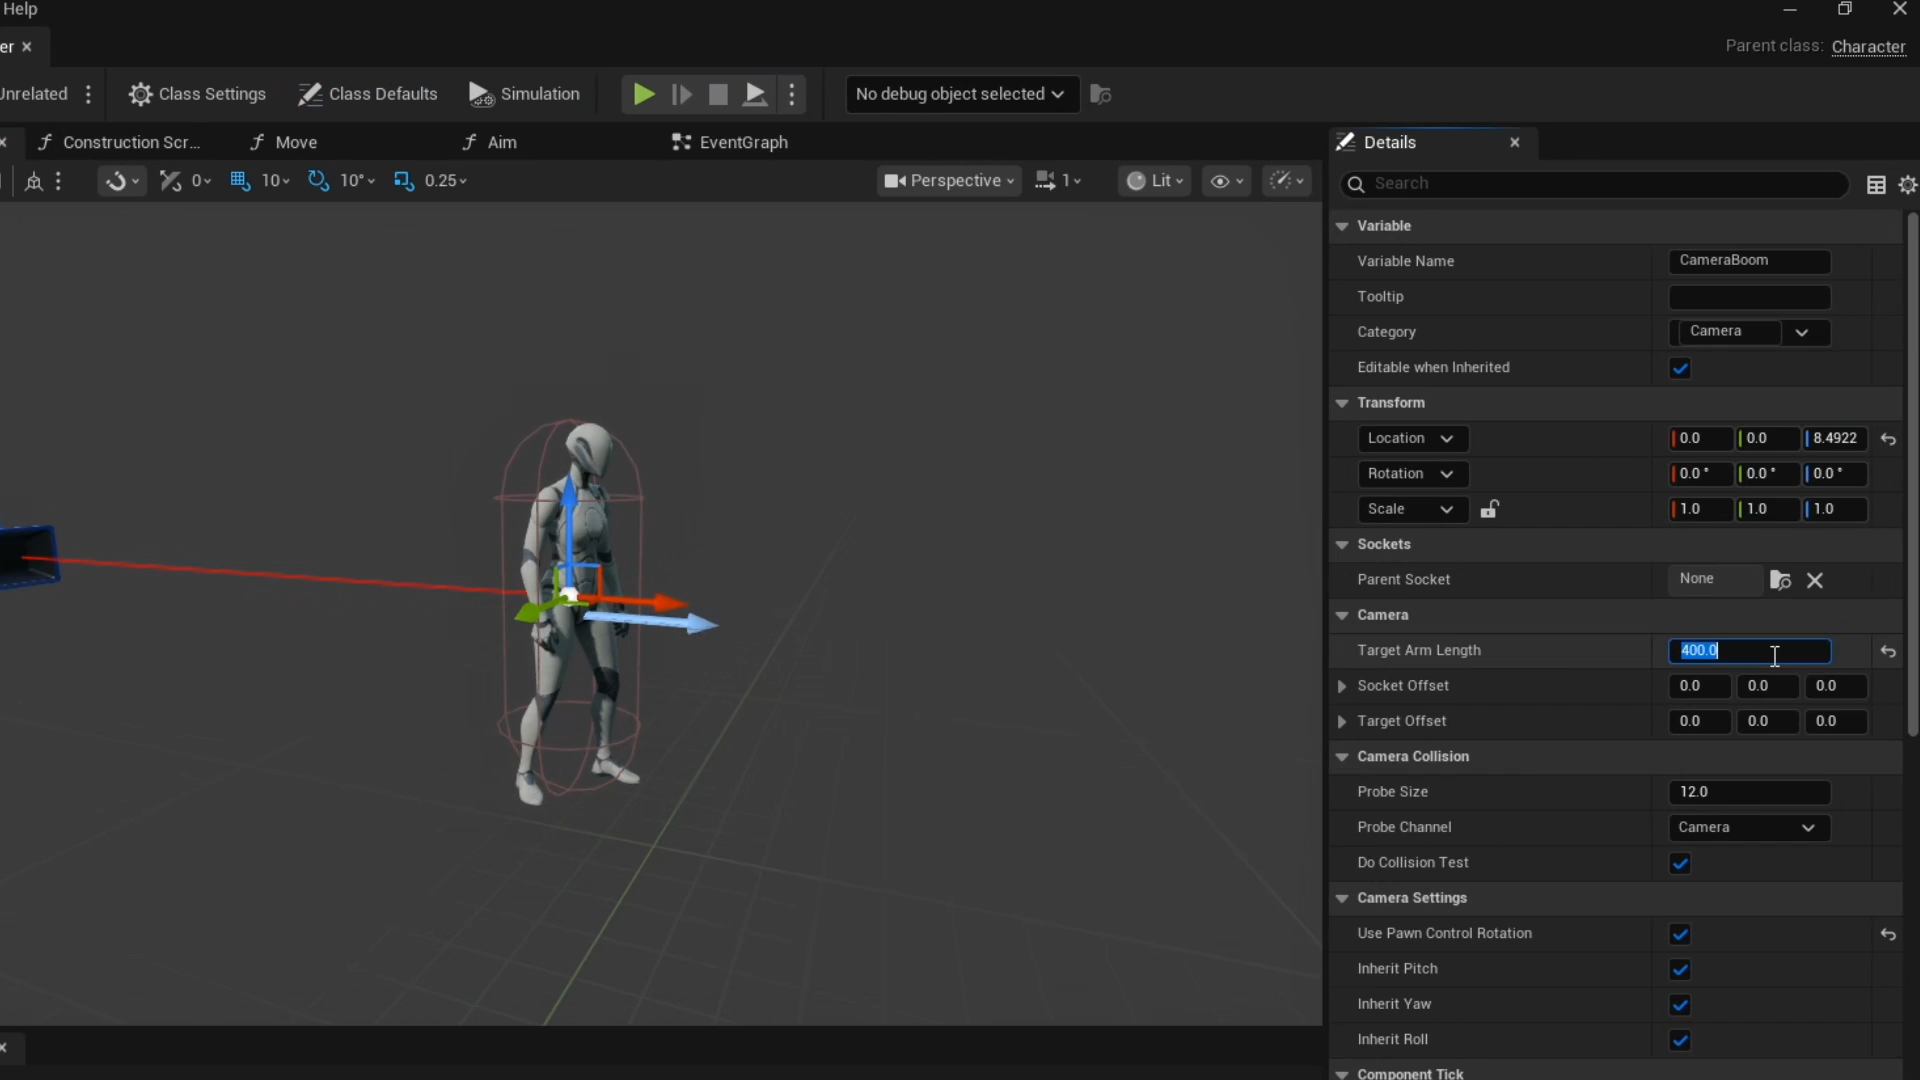 Help
er
Parent class: Character
Unrelated
Class Settings
Class Defaults
Simulation
No debug object selected
Construction Scr...
Move
Aim
EventGraph
Details
0
10
10°
0.25
Perspective
1
Lit
Search
Variable
Variable Name CameraBoom
Tooltip
Category Camera
Editable when Inherited
Transform
Location 0.0 0.0 8.4922
Rotation 0.0° 0.0° 0.0°
Scale 1.0 1.0 1.0
Sockets
Parent Socket None
Camera
Target Arm Length 400.0
Socket Offset 0.0 0.0 0.0
Target Offset 0.0 0.0 0.0
Camera Collision
Probe Size 12.0
Probe Channel Camera
Do Collision Test
Camera Settings
Use Pawn Control Rotation
Inherit Pitch
Inherit Yaw
Inherit Roll
Component Tick